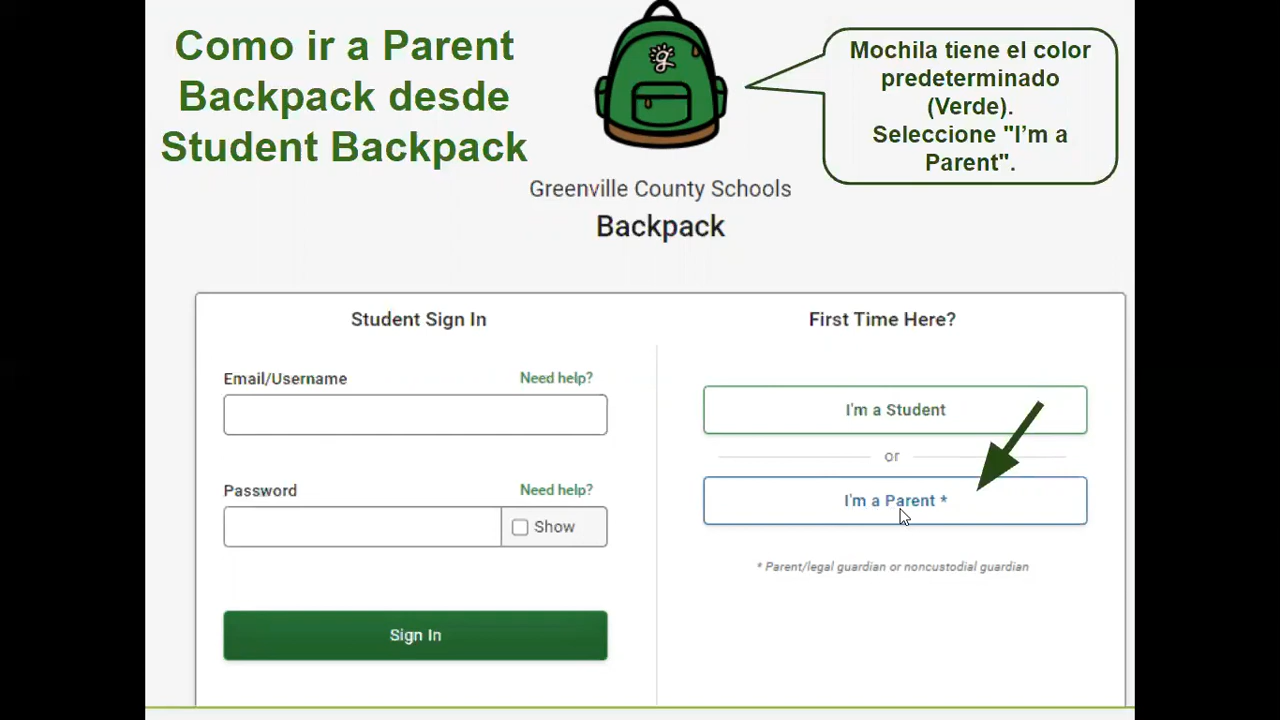 Como ir a Parent
Backpack desde
Student Backpack
g
Mochila tiene el color
predeterminado
(Verde).
Seleccione "I’m a
Parent".
Greenville County Schools
Backpack
Student Sign In
Email/Username
Need help?
Password
Need help?
Show
Sign In
First Time Here?
I'm a Student
or
I'm a Parent *
* Parent/legal guardian or noncustodial guardian